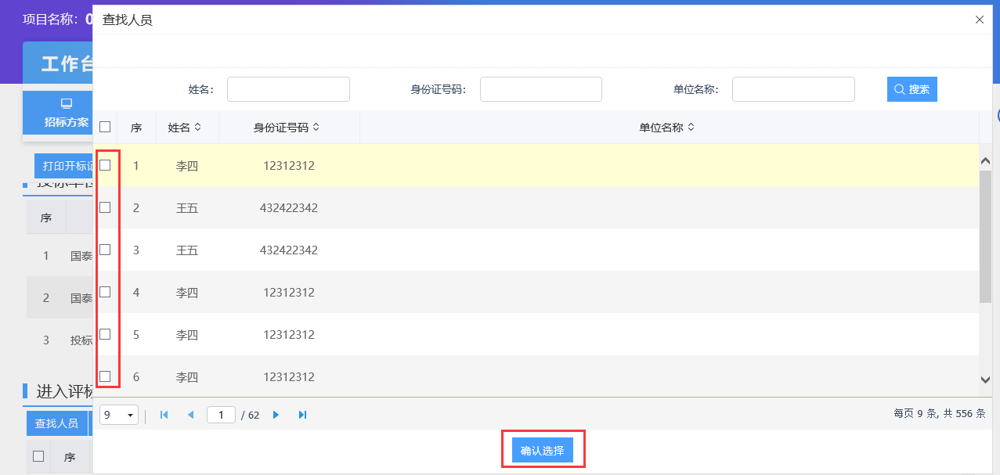 项目名称: 0
查找人员
工作台
姓名:
身份证号码:
单位名称:
搜索
招标方案
序 姓名 身份证号码 单位名称
打印开标记
1 李四 12312312
投标单位
2 王五 432422342
序
3 王五 432422342
1 国泰
4 李四 12312312
2 国泰
5 李四 12312312
3 投标
6 李四 12312312
进入评标
9 1 / 62
每页 9 条, 共 556 条
查找人员
确认选择
序